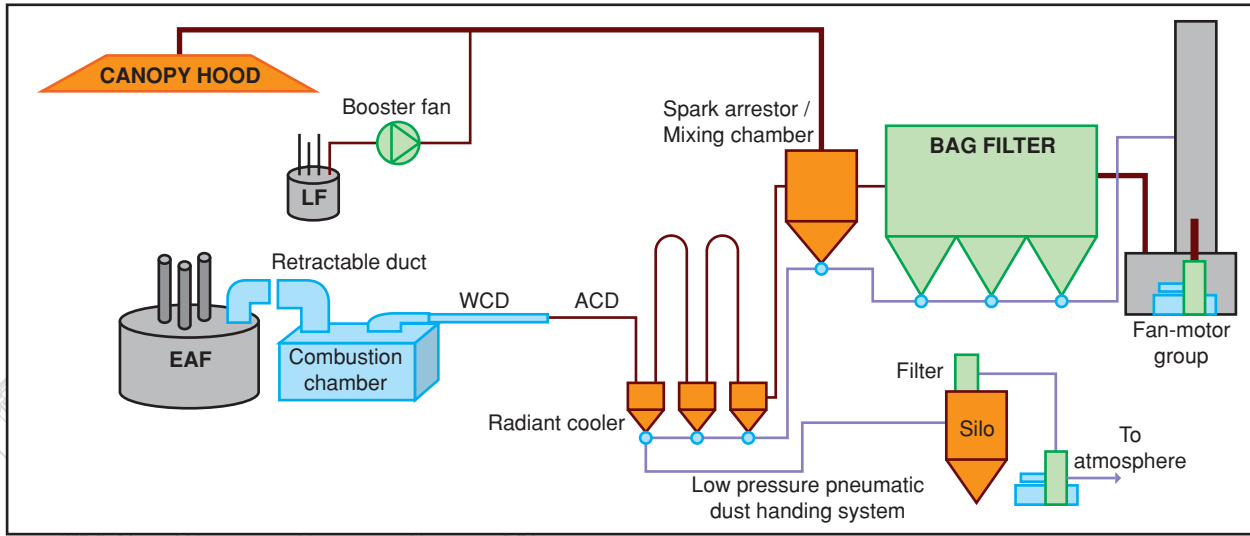 CANOPY HOOD
Booster fan
LF
Spark arrestor /
Mixing chamber
BAG FILTER
Retractable duct
WCD
ACD
EAF
Combustion
chamber
Radiant cooler
Fan-motor
group
Filter
Silo
To
atmosphere
Low pressure pneumatic
dust handing system